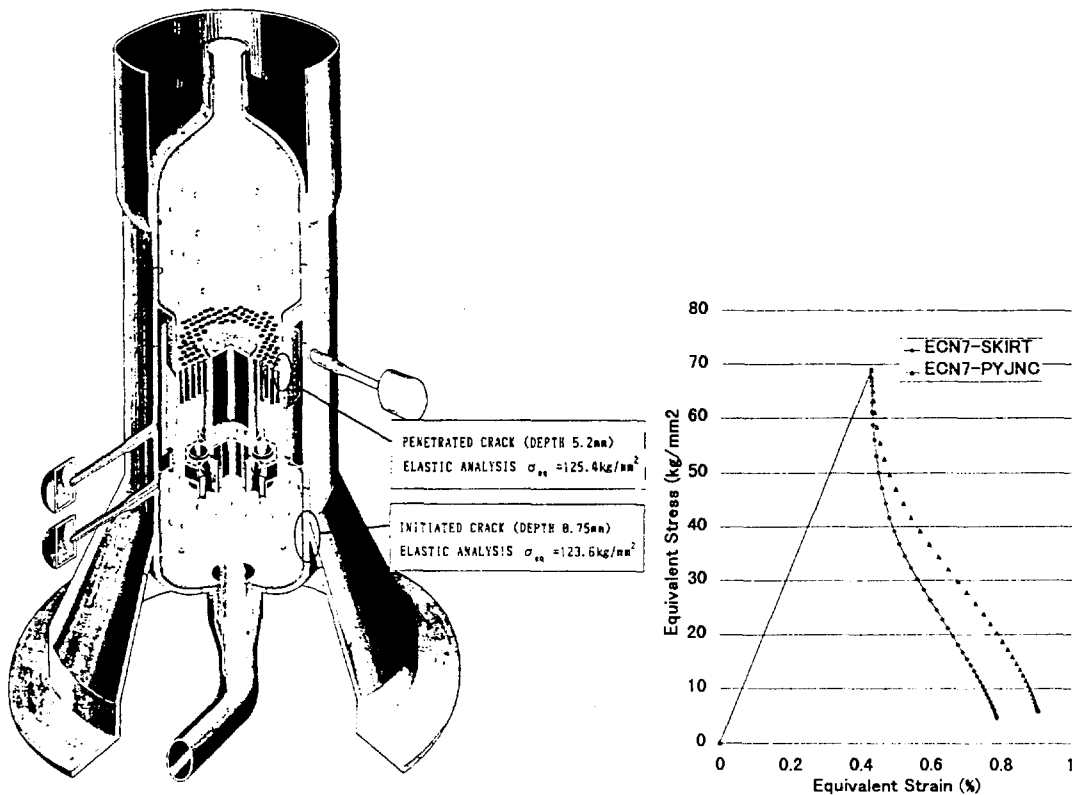 PENETRATED CRACK (DEPTH 5.2mm)
ELASTIC ANALYSIS σeq =125.4kg/mm²
INITIATED CRACK (DEPTH 0.75mm)
ELASTIC ANALYSIS σeq =123.6kg/mm²
80
70
60
50
40
30
20
10
0
Equivalent Stress (kg/mm2)
ECN7-SKIRT
ECN7-PYJNC
0 0.2 0.4 0.6 0.8 1
Equivalent Strain (%)